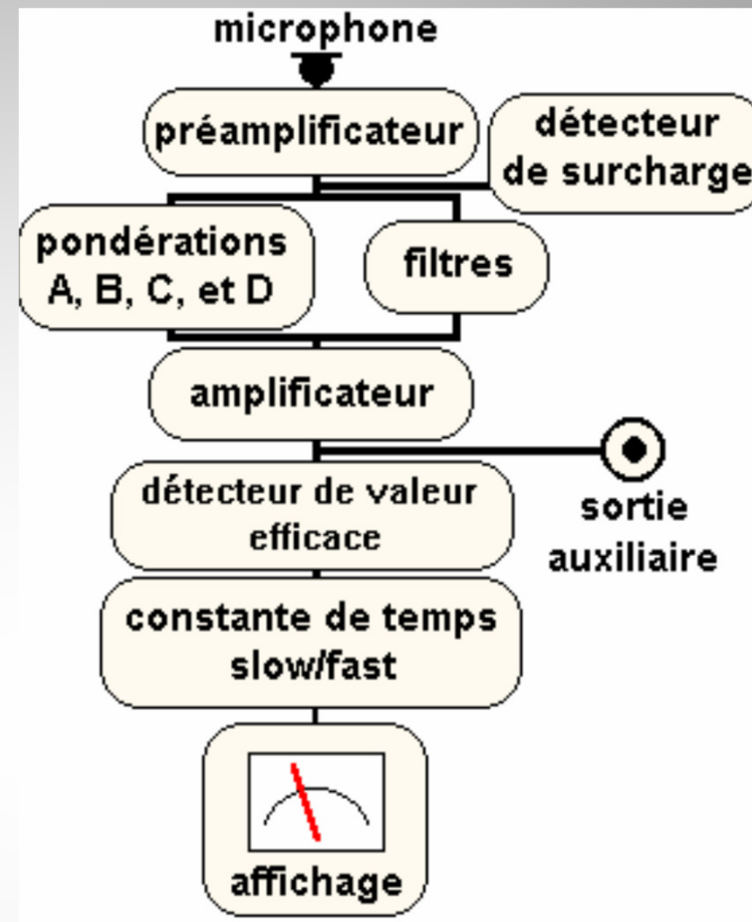 microphone
préamplificateur
détecteur
de surcharge
pondérations
A, B, C, et D
filtres
amplificateur
sortie
auxiliaire
détecteur de valeur
efficace
constante de temps
slow/fast
affichage